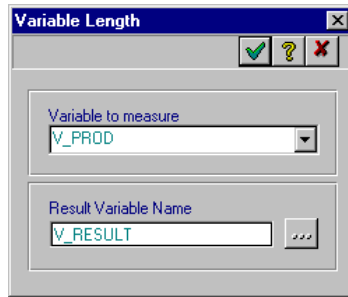 Variable Length
?
Variable to measure
V_PROD
Result Variable Name
V_RESULT
...